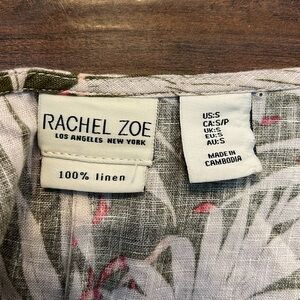 RACHEL ZOE
LOS ANGELES NEW YORK
100% linen
US:S
CA:S/P
UK:S
EU:S
AU:S
MADE IN
CAMBODIA